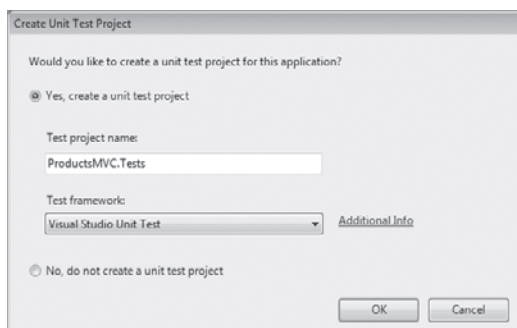 Create Unit Test Project
Would you like to create a unit test project for this application?
Yes, create a unit test project
Test project name:
ProductsMVC.Tests
Test framework:
Visual Studio Unit Test
Additional Info
No, do not create a unit test project
OK
Cancel